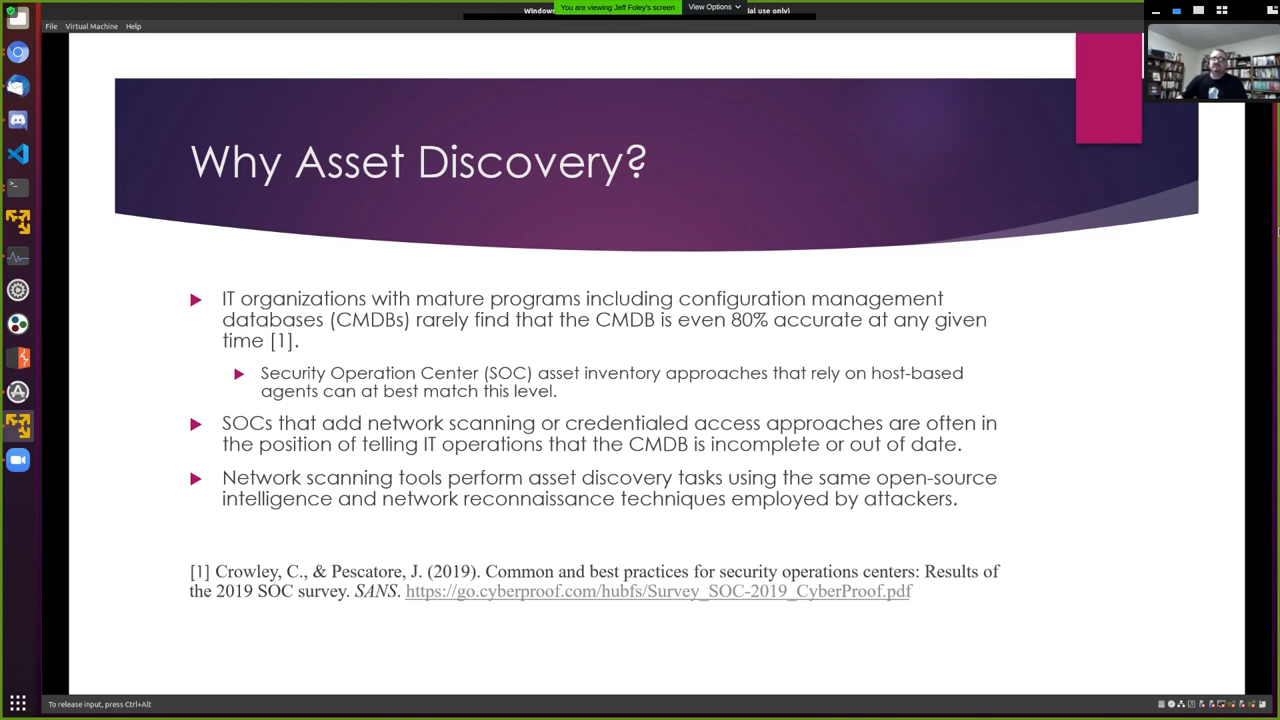 Windows
You are viewing Jeff Foley's screen
View Options
ial use only)
File Virtual Machine Help
Why Asset Discovery?
IT organizations with mature programs including configuration management
databases (CMDBs) rarely find that the CMDB is even 80% accurate at any given
time [1].
Security Operation Center (SOC) asset inventory approaches that rely on host-based
agents can at best match this level.
SOCs that add network scanning or credentialed access approaches are often in
the position of telling IT operations that the CMDB is incomplete or out of date.
Network scanning tools perform asset discovery tasks using the same open-source
intelligence and network reconnaissance techniques employed by attackers.
[1] Crowley, C., & Pescatore, J. (2019). Common and best practices for security operations centers: Results of
the 2019 SOC survey. SANS. https://go.cyberproof.com/hubfs/Survey_SOC-2019_CyberProof.pdf
To release input, press Ctrl+Alt